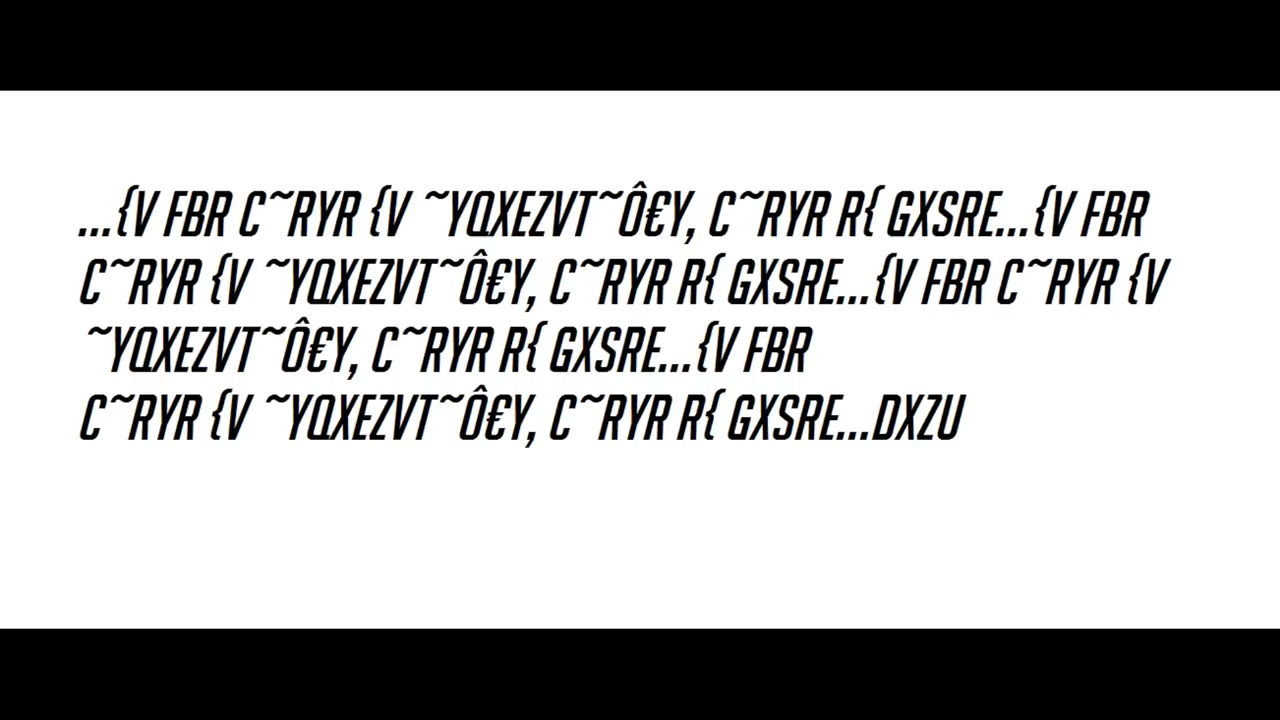 ...{V FBR C~RYR {V ~YQXEZVT~Ô€Y, C~RYR R{ GXSRE...{V FBR
C~RYR {V ~YQXEZVT~Ô€Y, C~RYR R{ GXSRE...{V FBR C~RYR {V
~YQXEZVT~Ô€Y, C~RYR R{ GXSRE...{V FBR
C~RYR {V ~YQXEZVT~Ô€Y, C~RYR R{ GXSRE...DXZU